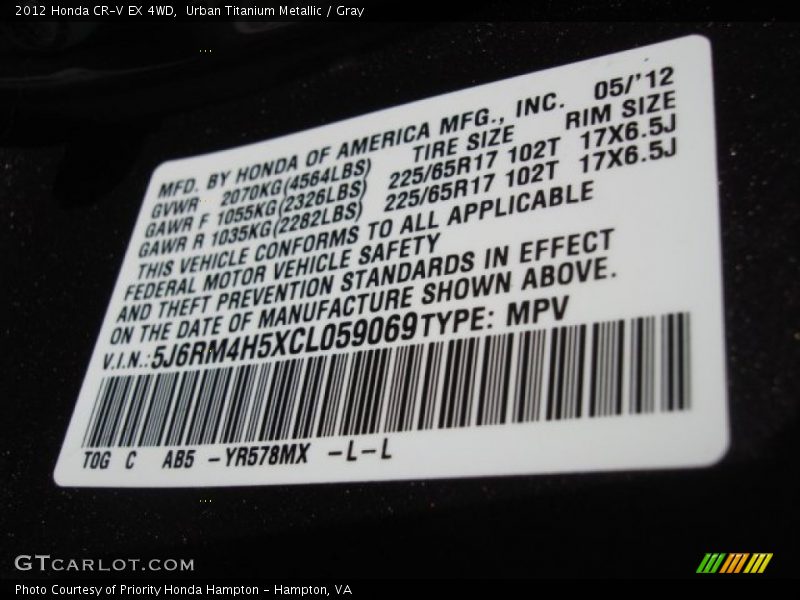 2012 Honda CR-V EX 4WD, Urban Titanium Metallic / Gray
MFD. BY HONDA OF AMERICA MFG., INC. 05/'12
GVWR 2070KG(4564LBS) TIRE SIZE RIM SIZE
GAWR F 1055KG(2326LBS) 225/65R17 102T 17X6.5J
GAWR R 1035KG(2282LBS) 225/65R17 102T 17X6.5J
THIS VEHICLE CONFORMS TO ALL APPLICABLE
FEDERAL MOTOR VEHICLE SAFETY
AND THEFT PREVENTION STANDARDS IN EFFECT
ON THE DATE OF MANUFACTURE SHOWN ABOVE.
V.I.N.:5J6RM4H5XCL059069 TYPE: MPV
T0G C AB5 -YR578MX -L-L
GTCARLOT.COM
Photo Courtesy of Priority Honda Hampton - Hampton, VA